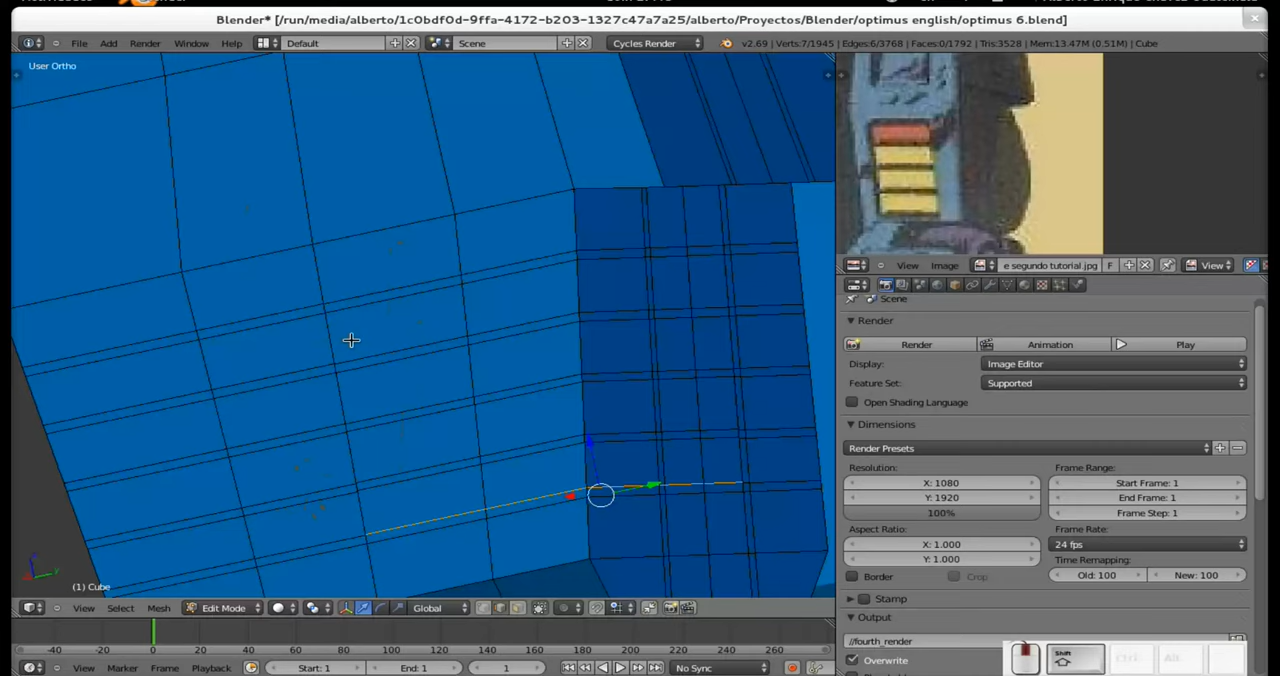 Blender* [/run/media/alberto/1c0bdf0d-9ffa-4172-b203-1327c47a7a25/alberto/Proyectos/Blender/optimus english/optimus 6.blend]
File Add Render Window Help Default Scene Cycles Render v2.69 | Verts:7/1945 | Edges:6/3768 | Faces:0/1792 | Tris:3528 | Mem:13.47M (0.51M) | Cube
User Ortho
View Image e segundo tutorial jpg F View
Scene
Render
Render Animation Play
Display: Image Editor
Feature Set: Supported
Open Shading Language
Dimensions
Render Presets
Resolution: Frame Range:
X: 1080 Start Frame: 1
Y: 1920 End Frame: 1
100% Frame Step: 1
Aspect Ratio: Frame Rate:
X: 1.000 24 fps
Y: 1.000 Time Remapping:
Border Crop Old: 100 New: 100
(1) Cube
Stamp
View Select Mesh Edit Mode Global
Output
//fourth_render
-40 -20 0 20 40 60 80 100 120 140 160 180 200 220 240 260
Overwrite
Shift Ctrl Alt
View Marker Frame Playback Start: 1 End: 1 1 No Sync